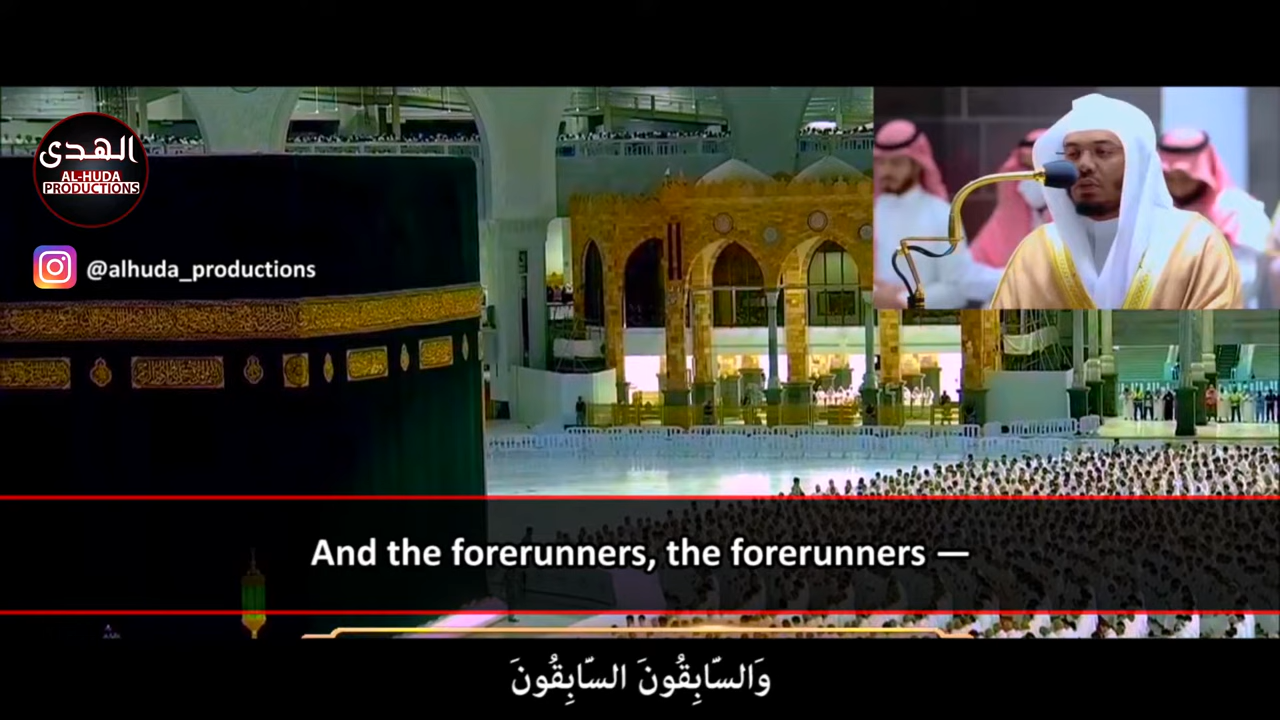 الهدى
AL-HUDA
PRODUCTIONS
@alhuda_productions
And the forerunners, the forerunners —
وَالسّابِقُونَ السّابِقُونَ